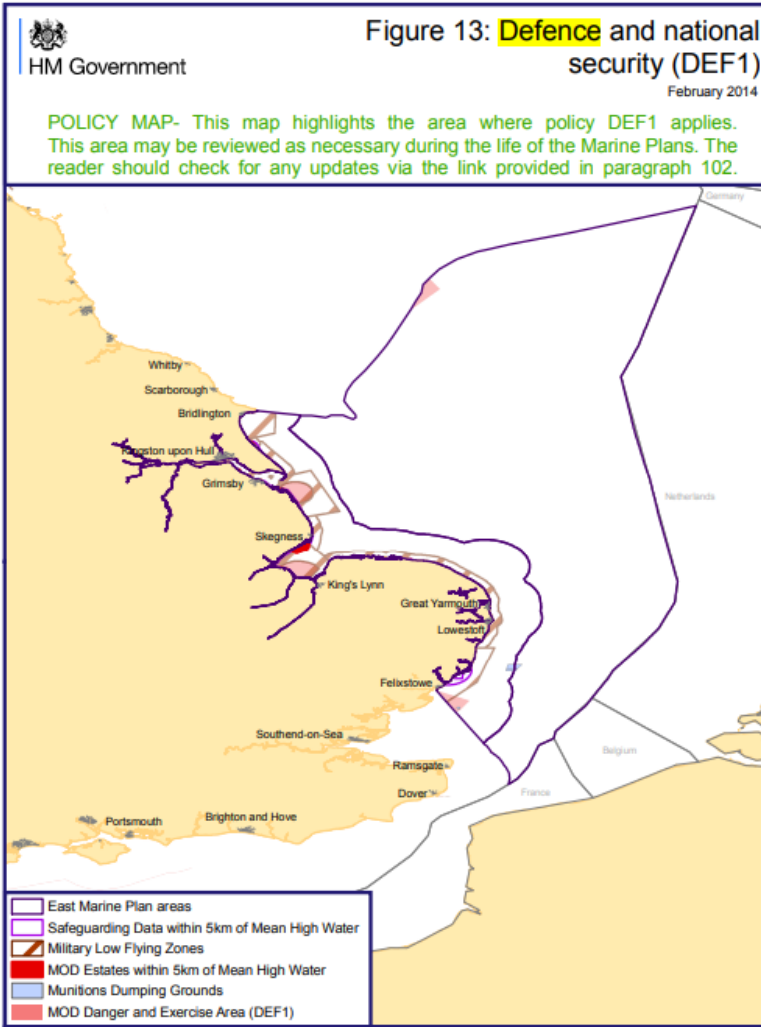 HM Government
Figure 13: Defence and national
security (DEF1)
February 2014
POLICY MAP- This map highlights the area where policy DEF1 applies.
This area may be reviewed as necessary during the life of the Marine Plans. The
reader should check for any updates via the link provided in paragraph 102.
Germany
Whitby
Scarborough
Bridlington
Kingston upon Hull
Grimsby
Netherlands
Skegness
King's Lynn
Great Yarmouth
Lowestoft
Felixstowe
Southend-on-Sea
Belgium
Ramsgate
Dover
France
Portsmouth
Brighton and Hove
East Marine Plan areas
Safeguarding Data within 5km of Mean High Water
Military Low Flying Zones
MOD Estates within 5km of Mean High Water
Munitions Dumping Grounds
MOD Danger and Exercise Area (DEF1)